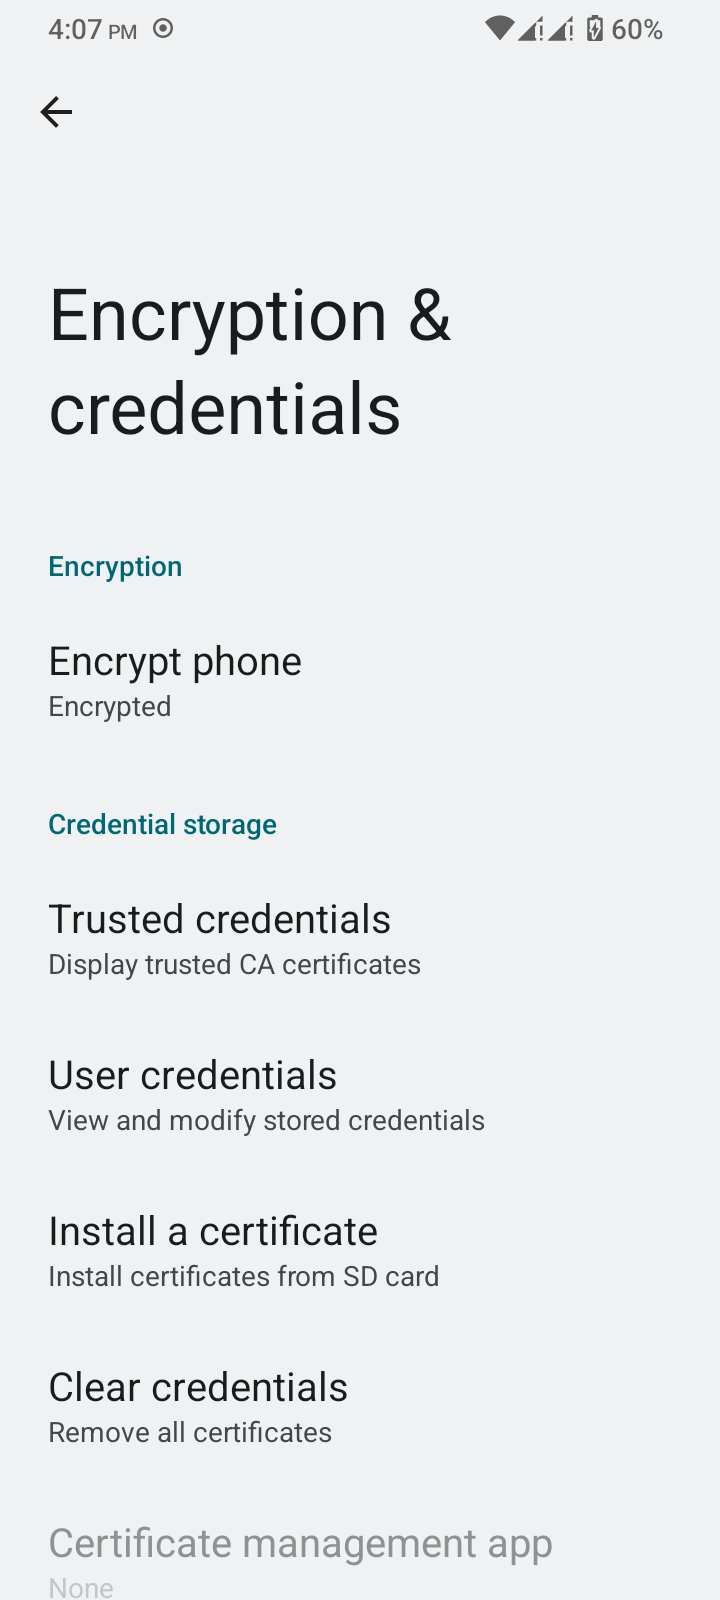 4:07 PM 60%
Encryption &
credentials
Encryption
Encrypt phone
Encrypted
Credential storage
Trusted credentials
Display trusted CA certificates
User credentials
View and modify stored credentials
Install a certificate
Install certificates from SD card
Clear credentials
Remove all certificates
Certificate management app
None